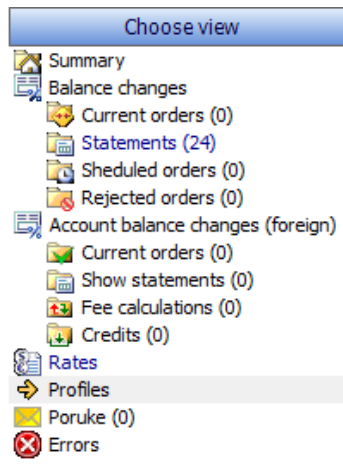 Choose view
Summary
Balance changes
Current orders (0)
Statements (24)
Sheduled orders (0)
Rejected orders (0)
Account balance changes (foreign)
Current orders (0)
Show statements (0)
Fee calculations (0)
Credits (0)
Rates
Profiles
Poruke (0)
Errors